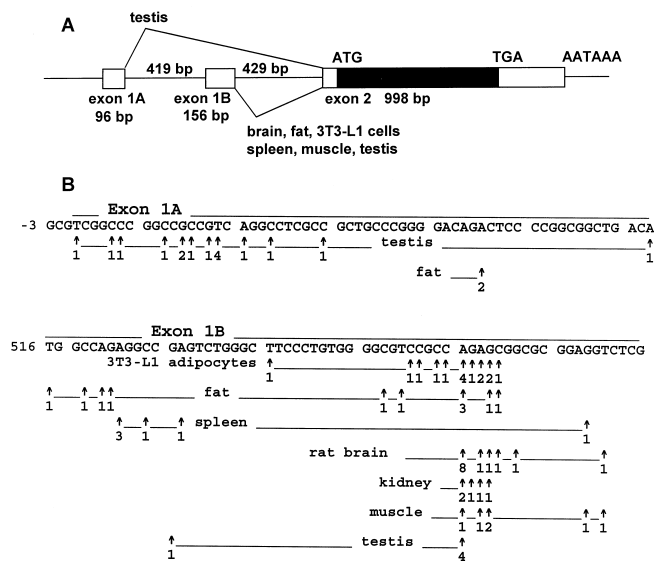 A
testis
ATG
TGA
AATAAA
419 bp
429 bp
exon 1A
exon 1B
exon 2
998 bp
96 bp
156 bp
brain, fat, 3T3-L1 cells
spleen, muscle, testis
B
Exon 1A
-3 GCGTCGGCCC GGCCGCCGTC AGGCCTCGCC GCTGCCCGGG GACAGACTCC CCGGCGGCTG ACA
testis
1 11 1 21 14 1 1 1 1
fat
2
Exon 1B
516 TG GCCAGAGGCC GAGTCTGGGC TTCCCTGTGG GGCGTCCGCC AGAGCGGCGC GGAGGTCTCG
3T3-L1 adipocytes
1 11 11 41221
fat
1 1 11 1 1 3 11
spleen
3 1 1 1
rat brain
8 111 1 1
kidney
2111
muscle
1 12 1 1
testis
1 4